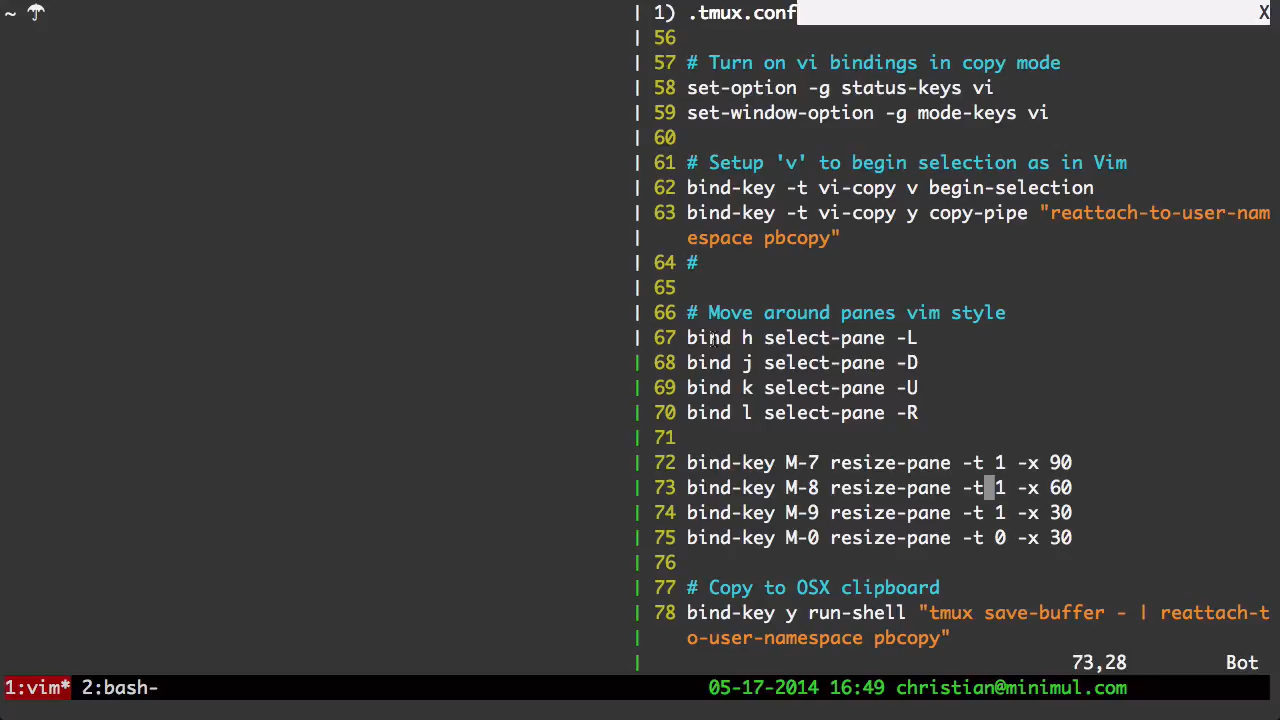 ~ ☂
1) .tmux.conf X
56
57 # Turn on vi bindings in copy mode
58 set-option -g status-keys vi
59 set-window-option -g mode-keys vi
60
61 # Setup 'v' to begin selection as in Vim
62 bind-key -t vi-copy v begin-selection
63 bind-key -t vi-copy y copy-pipe "reattach-to-user-nam
espace pbcopy"
64 #
65
66 # Move around panes vim style
67 bind h select-pane -L
68 bind j select-pane -D
69 bind k select-pane -U
70 bind l select-pane -R
71
72 bind-key M-7 resize-pane -t 1 -x 90
73 bind-key M-8 resize-pane -t 1 -x 60
74 bind-key M-9 resize-pane -t 1 -x 30
75 bind-key M-0 resize-pane -t 0 -x 30
76
77 # Copy to OSX clipboard
78 bind-key y run-shell "tmux save-buffer - | reattach-t
o-user-namespace pbcopy"
73,28 Bot
1:vim* 2:bash- 05-17-2014 16:49 christian@minimul.com